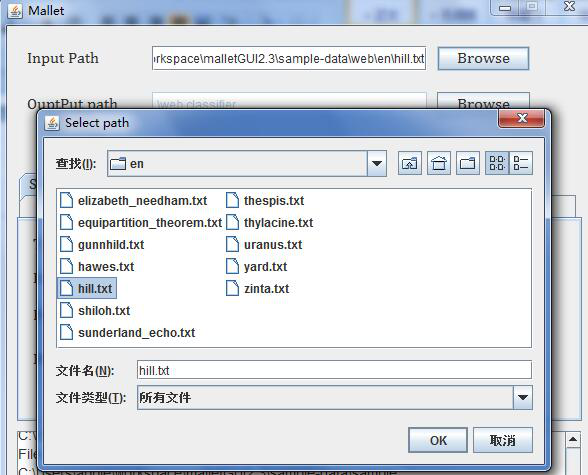 Mallet
Input Path
orkspace\malletGUI2.3\sample-data\web\en\hill.txt
Browse
OuptPut path
\web.classifier
Browse
Select path
查找(I):
en
elizabeth_needham.txt
equipartition_theorem.txt
gunnhild.txt
hawes.txt
hill.txt
shiloh.txt
sunderland_echo.txt
thespis.txt
thylacine.txt
uranus.txt
yard.txt
zinta.txt
文件名(N):
hill.txt
文件类型(T):
所有文件
OK
取消
C:\
File